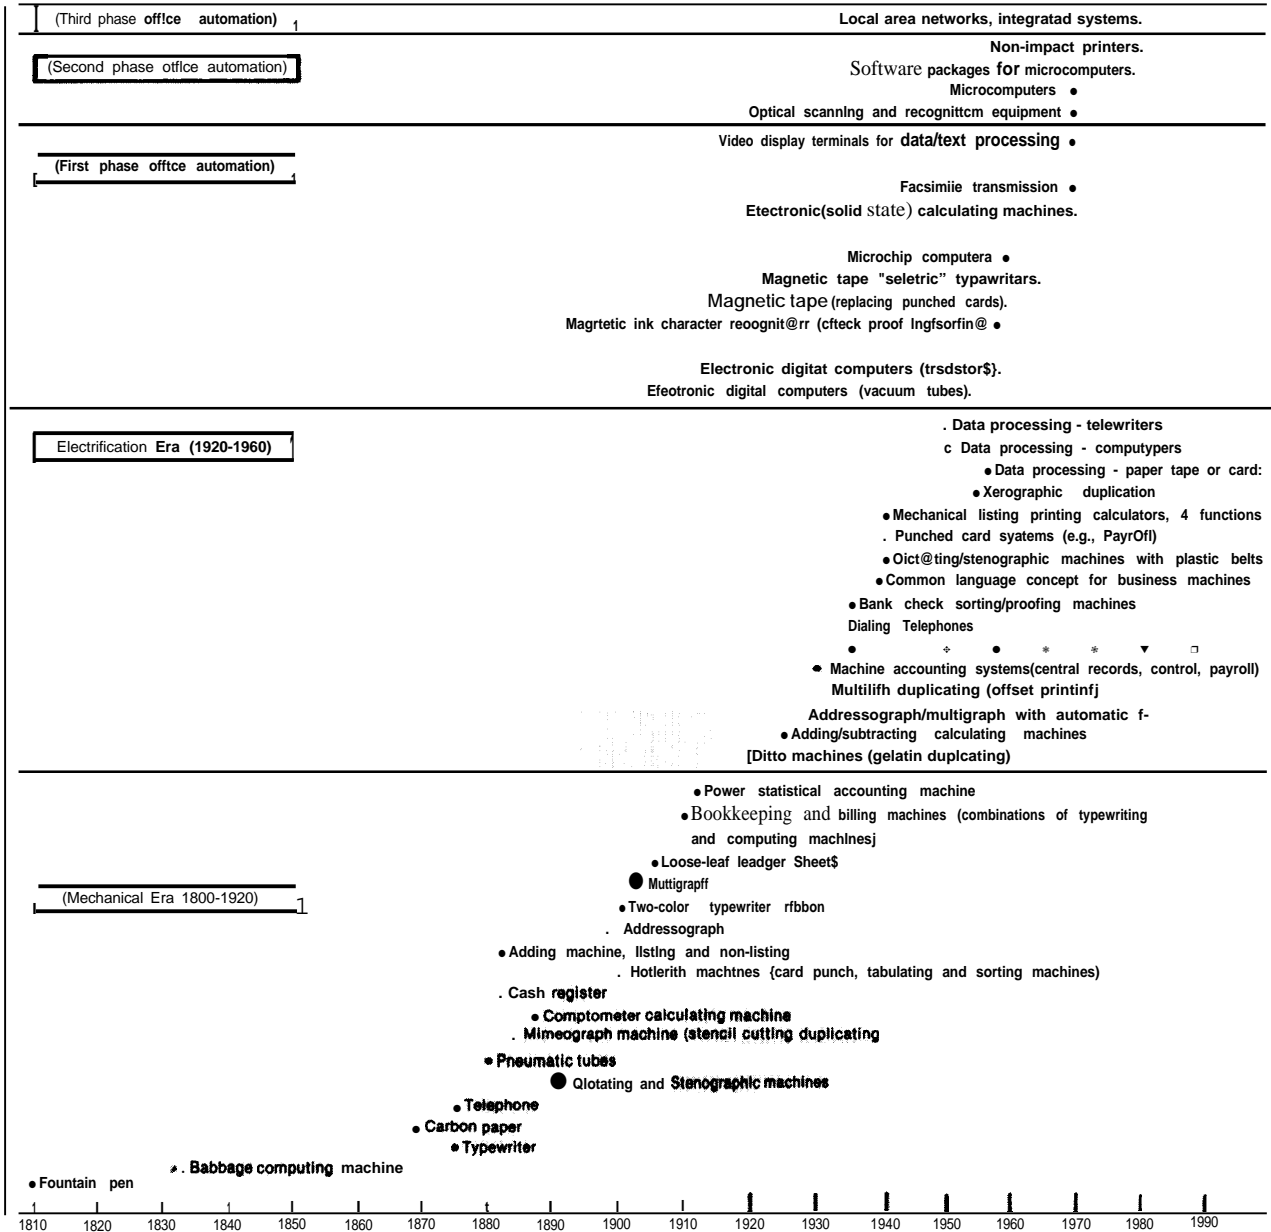 (Third phase off!ce automation) 1
Local area networks, integratad systems.
Non-impact printers.
(Second phase otflce automation)
Software packages for microcomputers.
Microcomputers •
Optical scannlng and recognittcm equipment •
Video display terminals for data/text processing •
(First phase offtce automation)
Facsimiie transmission •
Etectronic(solid state) calculating machines.
Microchip computera •
Magnetic tape "seletric” typawritars.
Magnetic tape (replacing punched cards).
Magrtetic ink character reoognit@rr (cfteck proof lngfsorfin@ •
Electronic digitat computers (trsdstor$}.
Efeotronic digital computers (vacuum tubes).
. Data processing - telewriters
Electrification Era (1920-1960)
c Data processing - computypers
• Data processing - paper tape or card:
• Xerographic duplication
• Mechanical listing printing calculators, 4 functions
. Punched card syatems (e.g., PayrOfl)
• Oict@ting/stenographic machines with plastic belts
• Common language concept for business machines
• Bank check sorting/proofing machines
Dialing Telephones
• ✣ ● * * ▼ ❒
• Machine accounting systems(central records, control, payroll)
Multilifh duplicating (offset printinfj
Addressograph/multigraph with automatic f-
• Adding/subtracting calculating machines
[Ditto machines (gelatin duplcating)
• Power statistical accounting machine
• Bookkeeping and billing machines (combinations of typewriting
and computing machlnesj
• Loose-leaf leadger Sheet$
● Muttigrapff
(Mechanical Era 1800-1920) 1
• Two-color typewriter rfbbon
. Addressograph
• Adding machine, llstlng and non-listing
. Hotlerith machtnes {card punch, tabulating and sorting machines)
. Cash register
• Comptometer calculating machine
. Mimeograph machine (stencil cutting duplicating
• Pneumatic tubes
● Qlotating and Stenographic machines
• Telephone
• Carbon paper
• Typewriter
. Babbage computing machine
• Fountain pen
1810 1820 1830 1840 1850 1860 1870 1880 1890 1900 1910 1920 1930 1940 1950 1960 1970 1980 1990